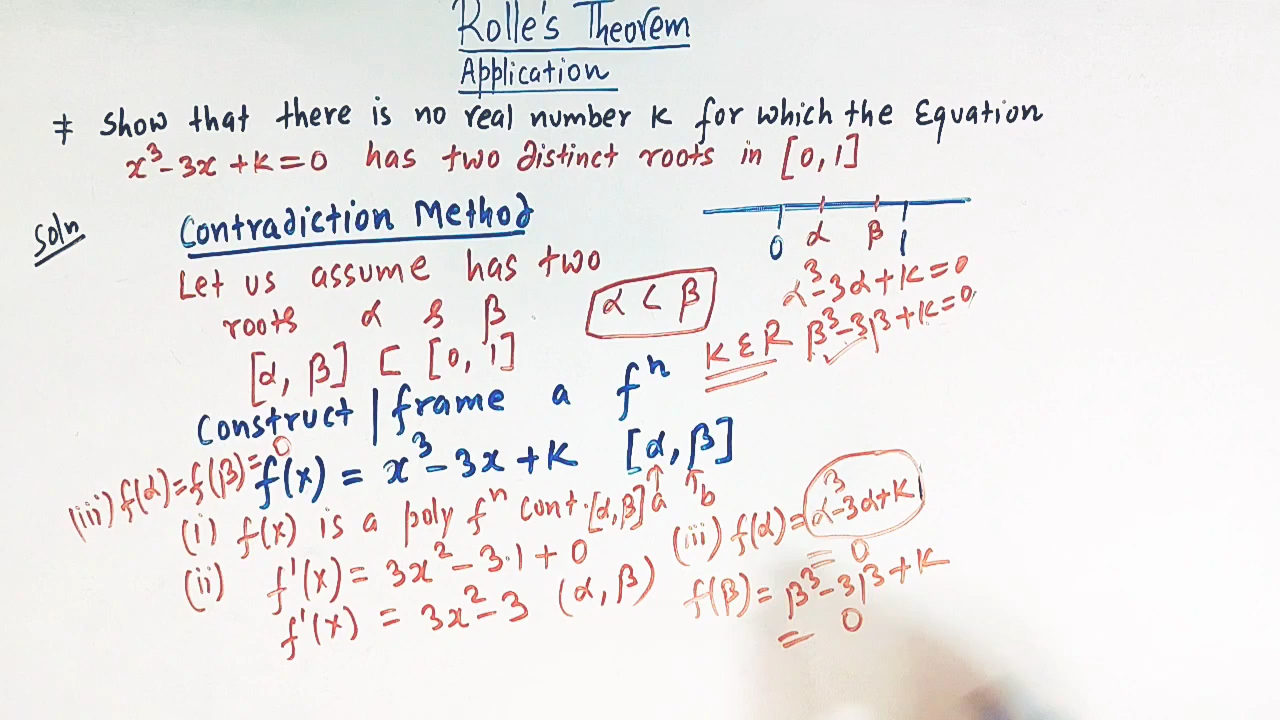 Rolle's Theorem
Application
# Show that there is no real number K for which the Equation
x³-3x+k=0 has two distinct roots in [0,1]
Soln
Contradiction Method
0 α β 1
Let us assume has two
roots α & β
α < β
α³-3α+k=0
K ∈ R β³-3β+k=0
[α, β] ⊂ [0, 1]
Construct | frame a fⁿ
(iii) f(α)=f(β)=0
f(x) = x³-3x+k [α, β]
a b
(i) f(x) is a poly fⁿ cont. [α,β]
(iii) f(α)=α³-3α+k
= 0
(ii) f'(x)= 3x²-3.1+0
f'(x) = 3x²-3 (α, β)
f(β)=β³-3β+k
= 0